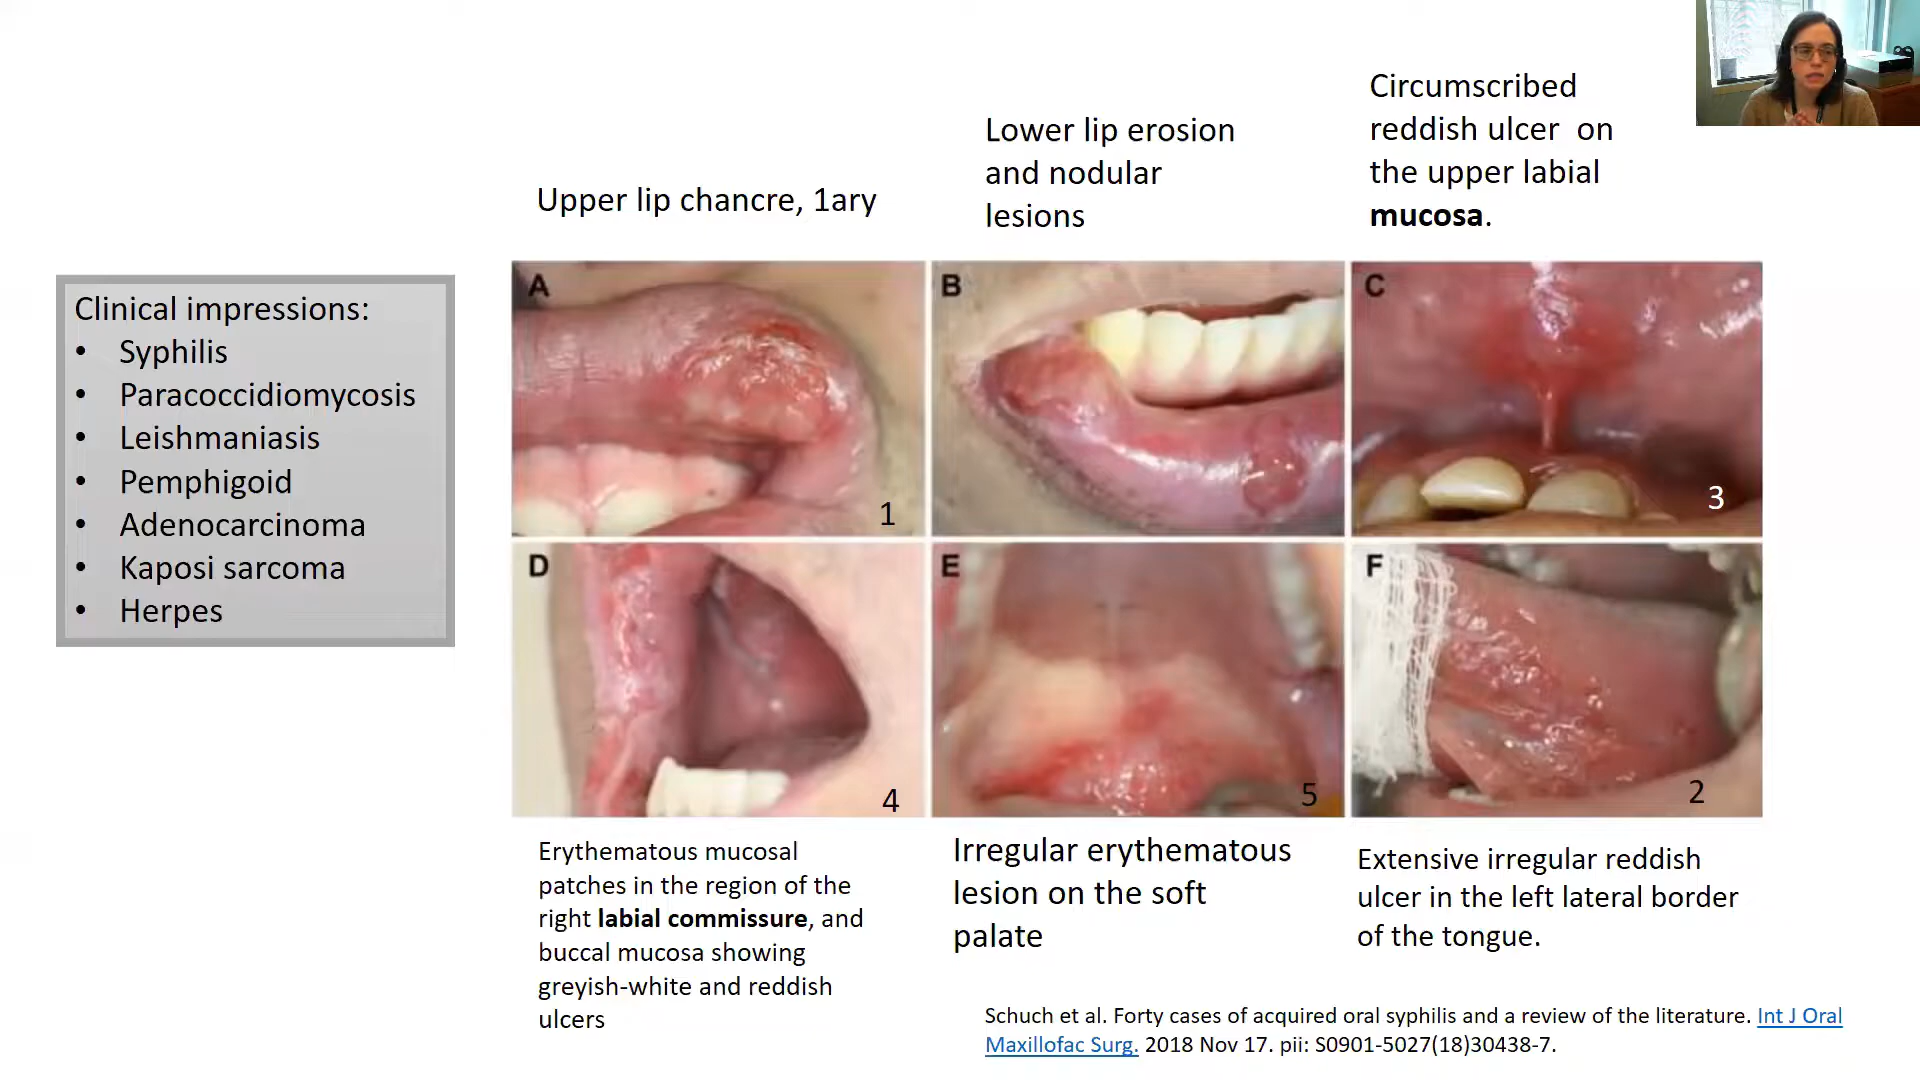 Circumscribed
reddish ulcer on
the upper labial
mucosa.
Lower lip erosion
and nodular
lesions
Upper lip chancre, 1ary
Clinical impressions:
• Syphilis
• Paracoccidiomycosis
• Leishmaniasis
• Pemphigoid
• Adenocarcinoma
• Kaposi sarcoma
• Herpes
A
1
B
C
3
D
4
E
5
F
2
Erythematous mucosal
patches in the region of the
right labial commissure, and
buccal mucosa showing
greyish-white and reddish
ulcers
Irregular erythematous
lesion on the soft
palate
Extensive irregular reddish
ulcer in the left lateral border
of the tongue.
Schuch et al. Forty cases of acquired oral syphilis and a review of the literature. Int J Oral
Maxillofac Surg. 2018 Nov 17. pii: S0901-5027(18)30438-7.